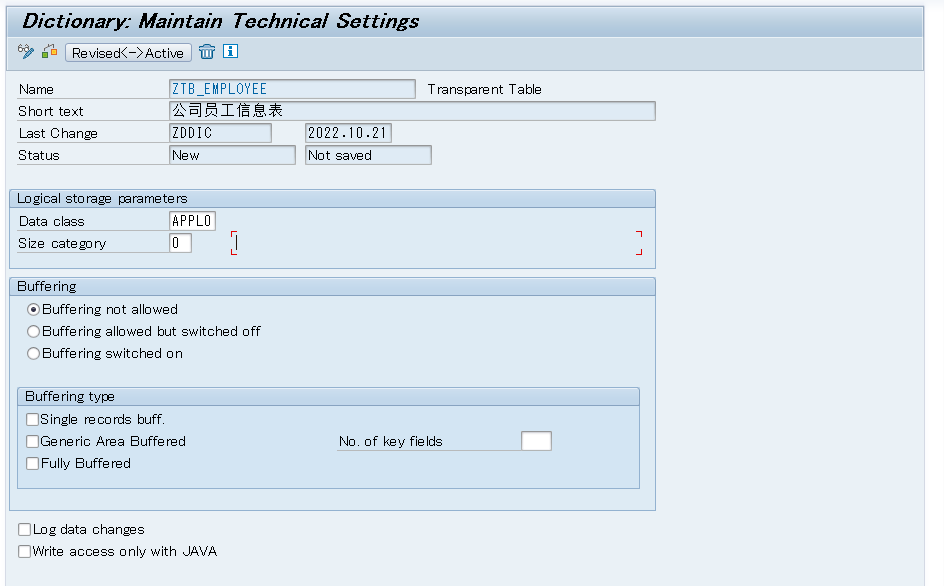 Dictionary: Maintain Technical Settings
Revised<->Active
Name ZTB_EMPLOYEE Transparent Table
Short text 公司员工信息表
Last Change ZDDIC 2022.10.21
Status New Not saved
Logical storage parameters
Data class APPL0
Size category 0
Buffering
Buffering not allowed
Buffering allowed but switched off
Buffering switched on
Buffering type
Single records buff.
Generic Area Buffered No. of key fields
Fully Buffered
Log data changes
Write access only with JAVA